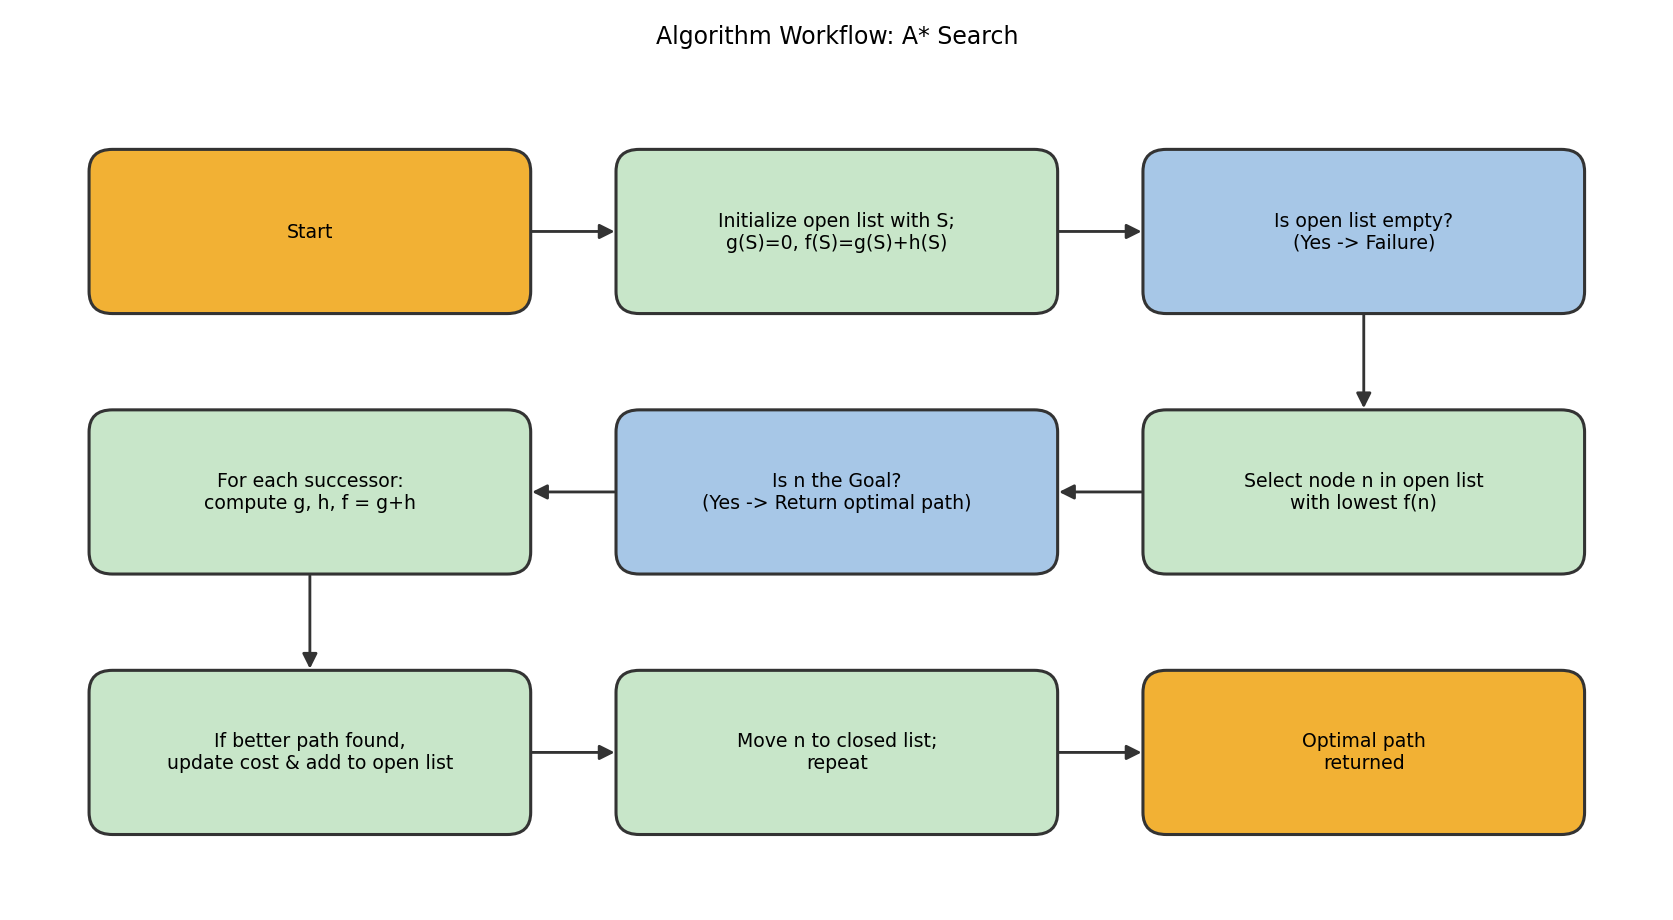 Algorithm Workflow: A* Search
Start
Initialize open list with S;
g(S)=0, f(S)=g(S)+h(S)
Is open list empty?
(Yes -> Failure)
Select node n in open list
with lowest f(n)
Is n the Goal?
(Yes -> Return optimal path)
For each successor:
compute g, h, f = g+h
If better path found,
update cost & add to open list
Move n to closed list;
repeat
Optimal path
returned